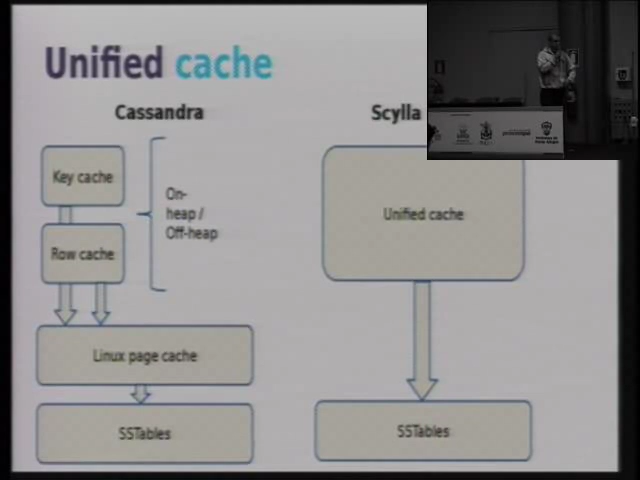 Unified cache
Cassandra
Scylla
Key cache
Row cache
On-
heap /
Off-heap
Linux page cache
SSTables
Unified cache
SSTables